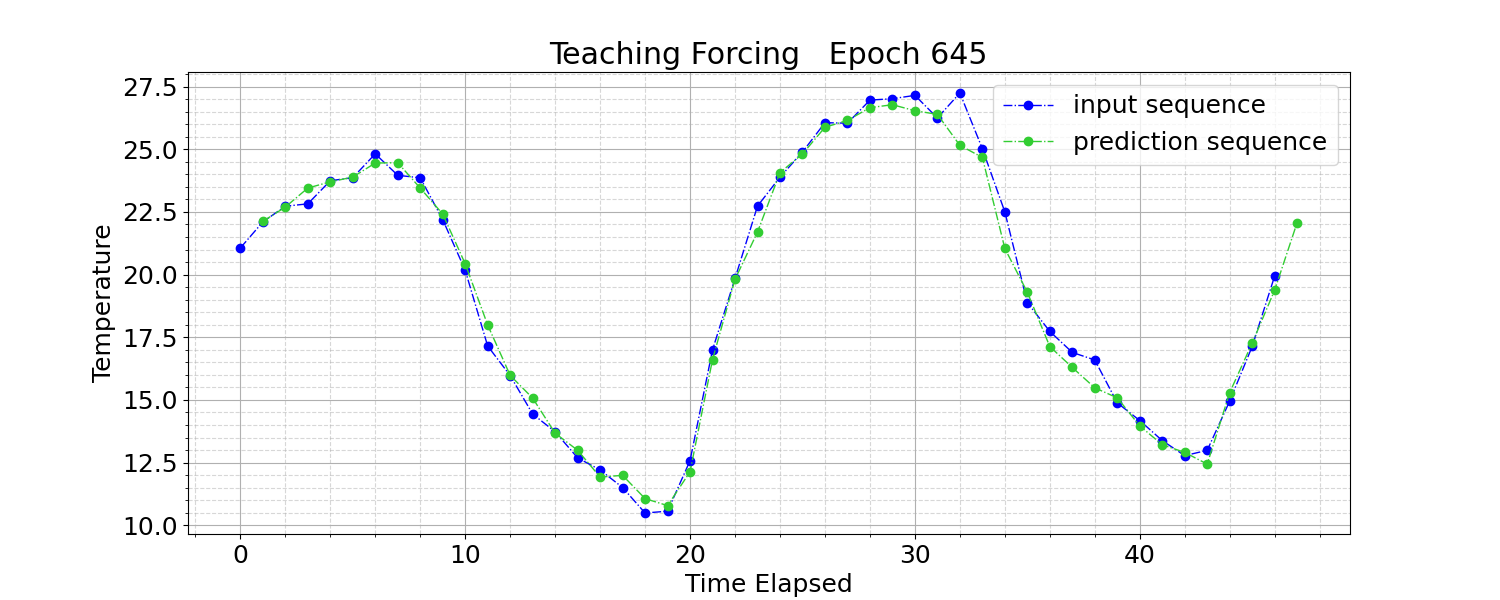 Teaching Forcing   Epoch 645
27.5
25.0
22.5
20.0
17.5
15.0
12.5
10.0
Temperature
input sequence
prediction sequence
0 10 20 30 40
Time Elapsed